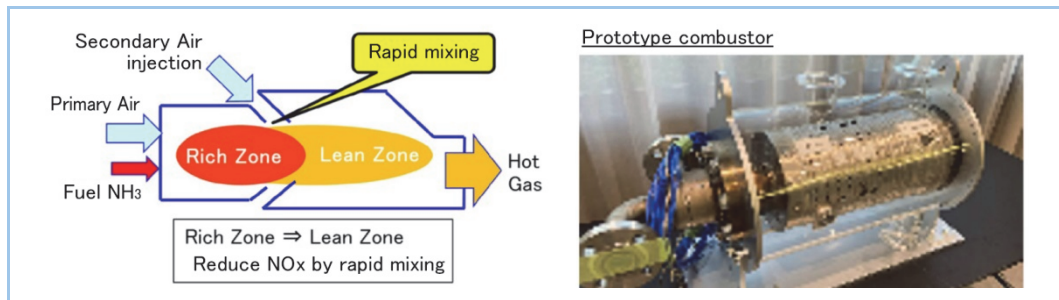 Secondary Air
injection
Rapid mixing
Primary Air
Rich Zone
Lean Zone
Fuel NH3
Hot
Gas
Rich Zone ⇒ Lean Zone
Reduce NOx by rapid mixing
Prototype combustor